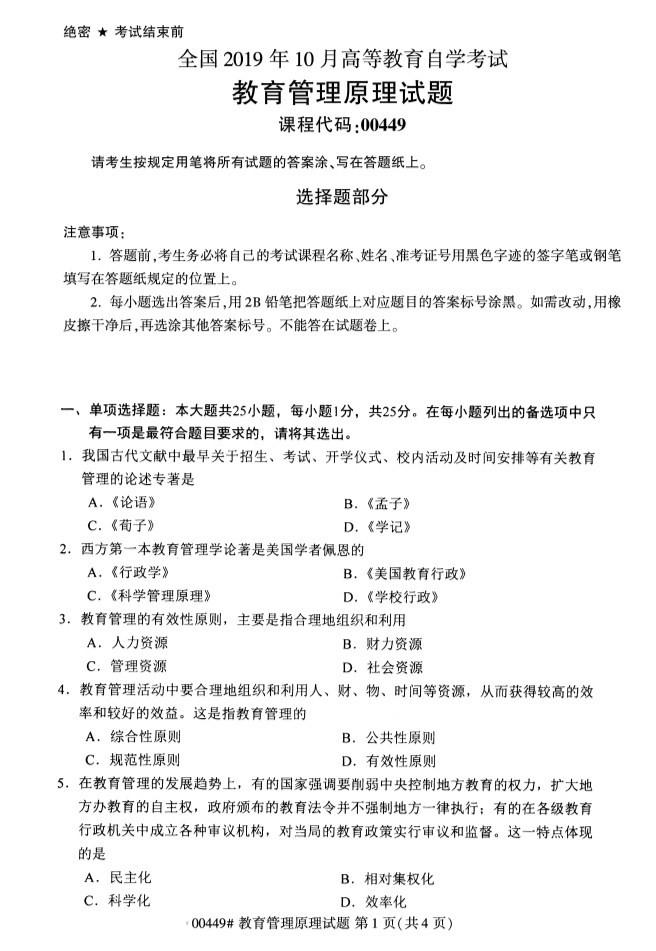 绝密 ★ 考试结束前
全国 2019 年 10 月高等教育自学考试
教育管理原理试题
课程代码:00449
请考生按规定用笔将所有试题的答案涂、写在答题纸上。
选择题部分
注意事项:
1. 答题前,考生务必将自己的考试课程名称、姓名、准考证号用黑色字迹的签字笔或钢笔
填写在答题纸规定的位置上。
2. 每小题选出答案后,用 2B 铅笔把答题纸上对应题目的答案标号涂黑。如需改动,用橡
皮擦干净后,再选涂其他答案标号。不能答在试题卷上。
一、单项选择题：本大题共25小题，每小题1分，共25分。在每小题列出的备选项中只
有一项是最符合题目要求的，请将其选出。
1．我国古代文献中最早关于招生、考试、开学仪式、校内活动及时间安排等有关教育
管理的论述专著是
A．《论语》 B．《孟子》
C．《荀子》 D．《学记》
2．西方第一本教育管理学论著是美国学者佩恩的
A．《行政学》 B．《美国教育行政》
C．《科学管理原理》 D．《学校行政》
3．教育管理的有效性原则，主要是指合理地组织和利用
A．人力资源 B．财力资源
C．管理资源 D．社会资源
4．教育管理活动中要合理地组织和利用人、财、物、时间等资源，从而获得较高的效
率和较好的效益。这是指教育管理的
A．综合性原则 B．公共性原则
C．规范性原则 D．有效性原则
5．在教育管理的发展趋势上，有的国家强调要削弱中央控制地方教育的权力，扩大地
方办教育的自主权，政府颁布的教育法令并不强制地方一律执行；有的在各级教育
行政机关中成立各种审议机构，对当局的教育政策实行审议和监督。这一特点体现
的是
A．民主化 B．相对集权化
C．科学化 D．效率化
00449# 教育管理原理试题 第 1 页(共 4 页)